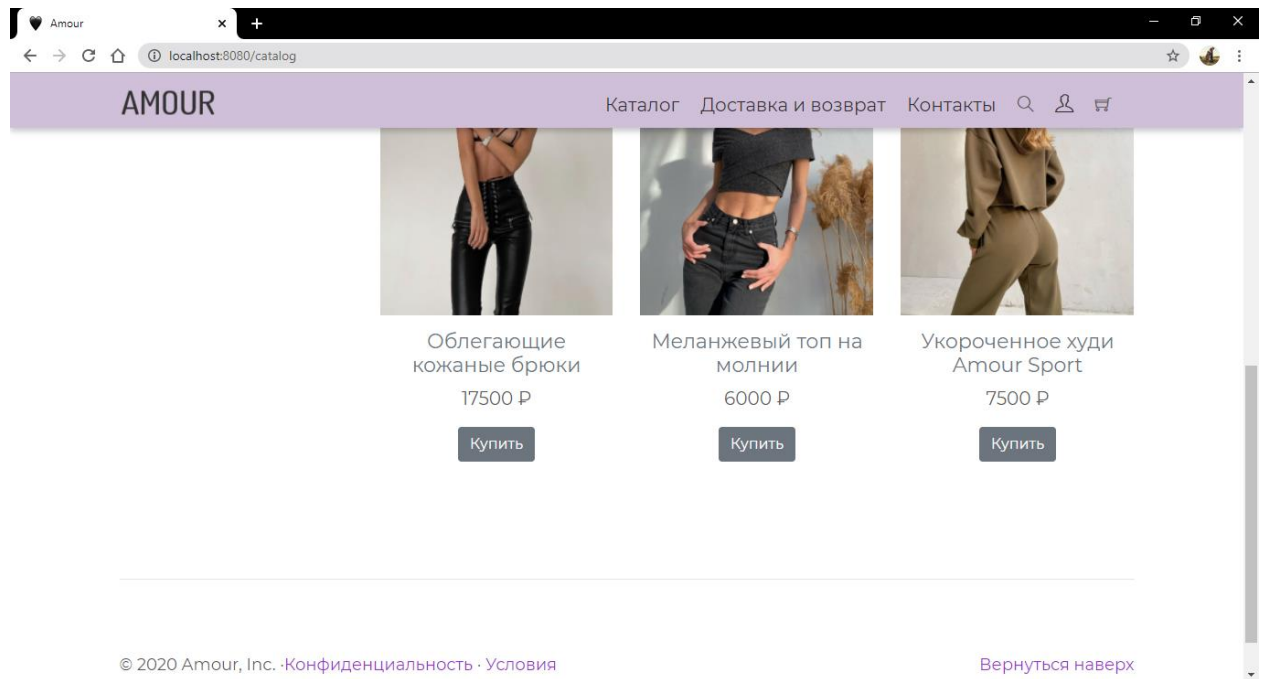 Amour
localhost:8080/catalog
AMOUR
Каталог Доставка и возврат Контакты
Облегающие
кожаные брюки
17500 ₽
Купить
Меланжевый топ на
молнии
6000 ₽
Купить
Укороченное худи
Amour Sport
7500 ₽
Купить
© 2020 Amour, Inc. ·Конфиденциальность · Условия
Вернуться наверх